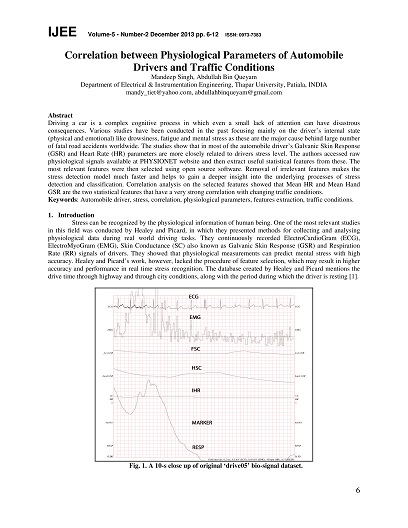 IJEE Volume-5 • Number-2 December 2013 pp. 6-12 ISSN: 0973-7383
Correlation between Physiological Parameters of Automobile
Drivers and Traffic Conditions
Mandeep Singh, Abdullah Bin Queyam
Department of Electrical & Instrumentation Engineering, Thapar University, Patiala, INDIA
mandy_tiet@yahoo.com, abdullahbinqueyam@gmail.com
Abstract
Driving a car is a complex cognitive process in which even a small lack of attention can have disastrous
consequences. Various studies have been conducted in the past focusing mainly on the driver's internal state
(physical and emotional) like drowsiness, fatigue and mental stress as these are the major cause behind large number
of fatal road accidents worldwide. The studies show that in most of the automobile driver's Galvanic Skin Response
(GSR) and Heart Rate (HR) parameters are more closely related to drivers stress level. The authors accessed raw
physiological signals available at PHYSIONET website and then extract useful statistical features from these. The
most relevant features were then selected using open source software. Removal of irrelevant features makes the
stress detection model much faster and helps to gain a deeper insight into the underlying processes of stress
detection and classification. Correlation analysis on the selected features showed that Mean HR and Mean Hand
GSR are the two statistical features that have a very strong correlation with changing traffic conditions.
Keywords: Automobile driver, stress, correlation, physiological parameters, features extraction, traffic conditions.
1. Introduction
Stress can be recognized by the physiological information of human being. One of the most relevant studies
in this field was conducted by Healey and Picard, in which they presented methods for collecting and analysing
physiological data during real world driving tasks. They continuously recorded ElectroCardioGram (ECG),
ElectroMyoGram (EMG), Skin Conductance (SC) also known as Galvanic Skin Response (GSR) and Respiration
Rate (RR) signals of drivers. They showed that physiological measurements can predict mental stress with high
accuracy. Healey and Picard's work, however, lacked the procedure of feature selection, which may result in higher
accuracy and performance in real time stress recognition. The database created by Healey and Picard mentions the
drive time through highway and through city conditions, along with the period during which the driver is resting [1].
ECG
EMG
FSC
HSC
IHR
MARKER
RESP
Fig. 1. A 10-s close up of original 'drive05' bio-signal dataset.
6